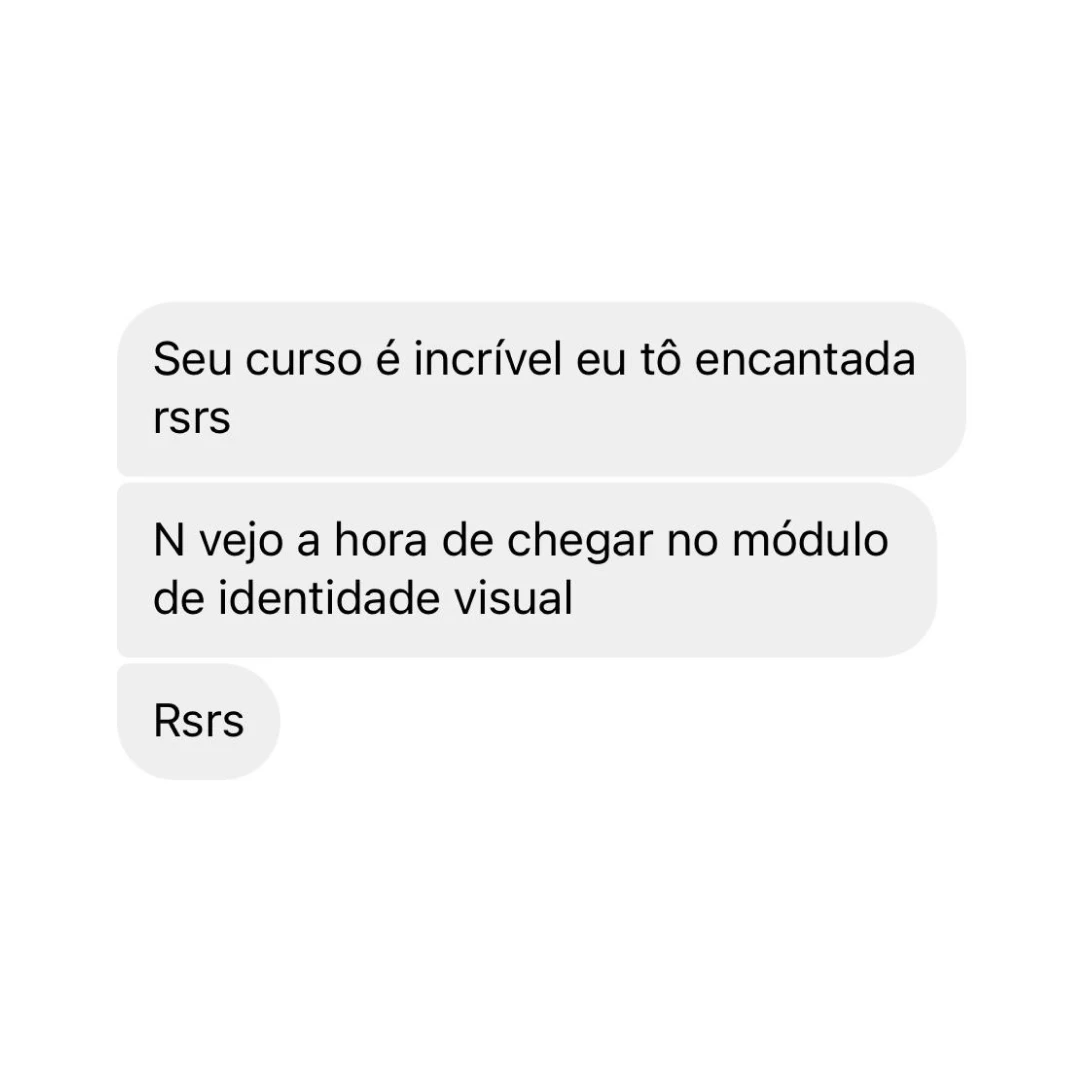 Seu curso é incrível eu tô encantada
rsrs
N vejo a hora de chegar no módulo
de identidade visual
Rsrs